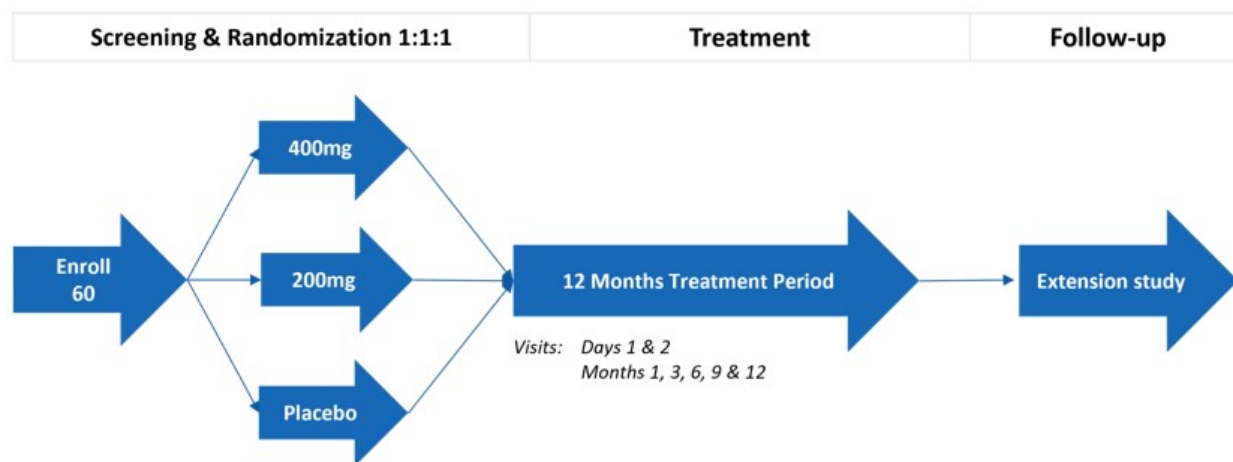 Screening & Randomization 1:1:1
Treatment
Follow-up
400mg
Enroll
60
200mg
12 Months Treatment Period
Extension study
Visits: Days 1 & 2
Months 1, 3, 6, 9 & 12
Placebo